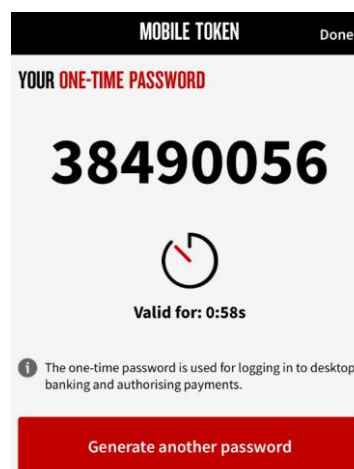 MOBILE TOKEN Done
YOUR ONE-TIME PASSWORD
38490056
Valid for: 0:58s
i The one-time password is used for logging in to desktop
banking and authorising payments.
Generate another password